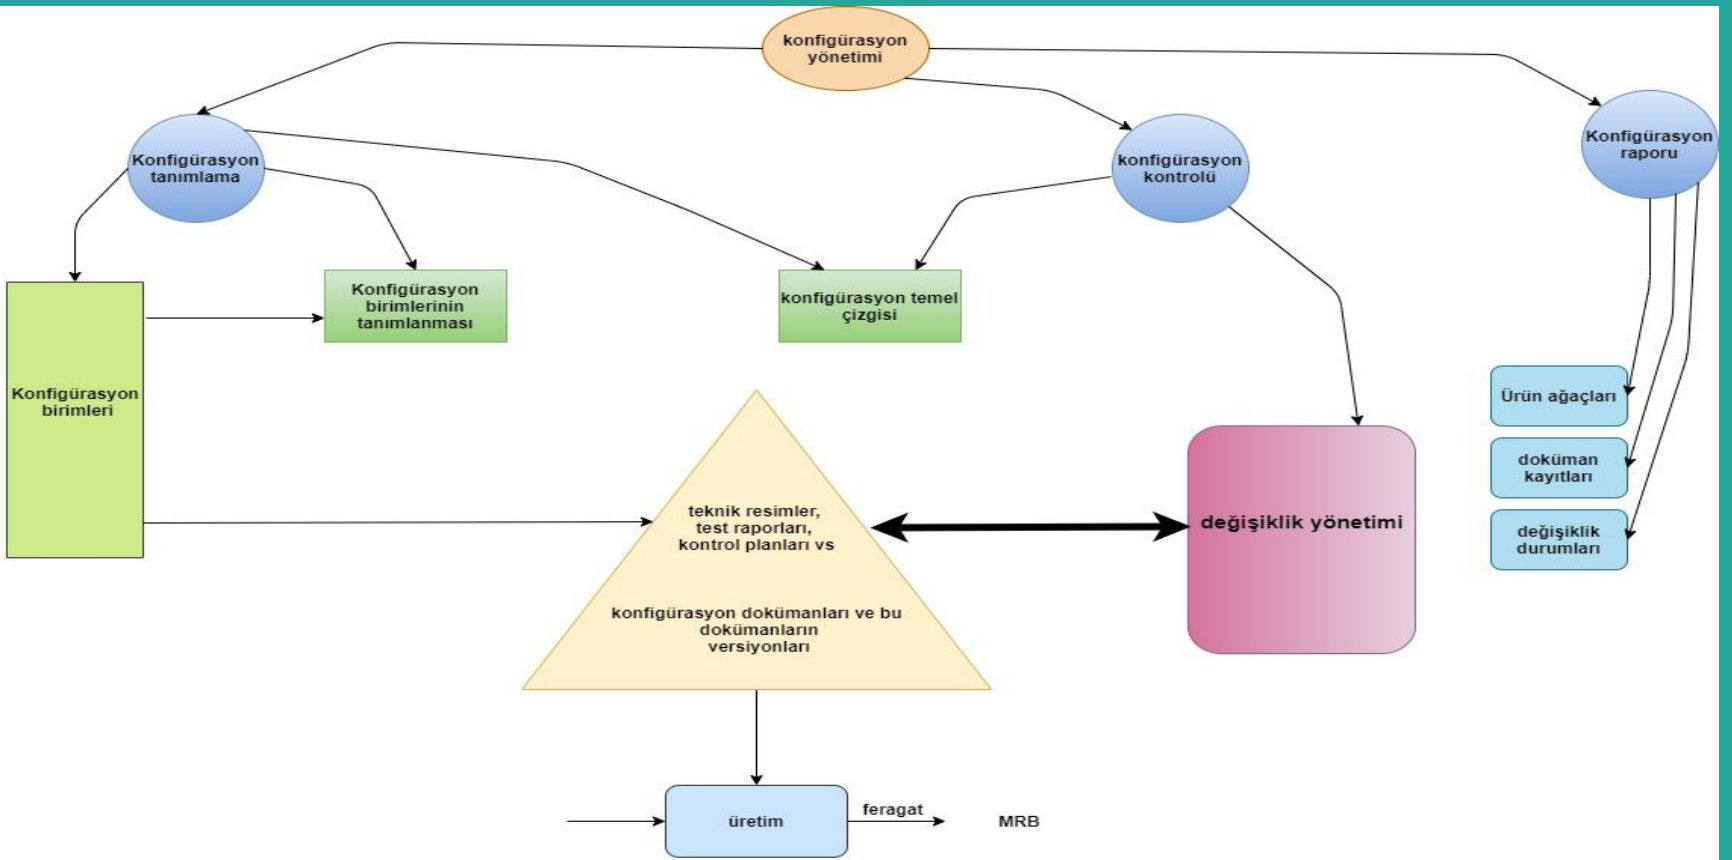 konfigürasyon
yönetimi
Konfigürasyon
tanımlama
konfigürasyon
kontrolü
Konfigürasyon
raporu
Konfigürasyon
birimlerinin
tanımlanması
konfigürasyon temel
çizgisi
Konfigürasyon
birimleri
Ürün ağaçları
doküman
kayıtları
değişiklik
durumları
teknik resimler,
test raporları,
kontrol planları vs
değişiklik yönetimi
konfigürasyon dokümanları ve bu
dokümanların
versiyonları
üretim
feragat
MRB